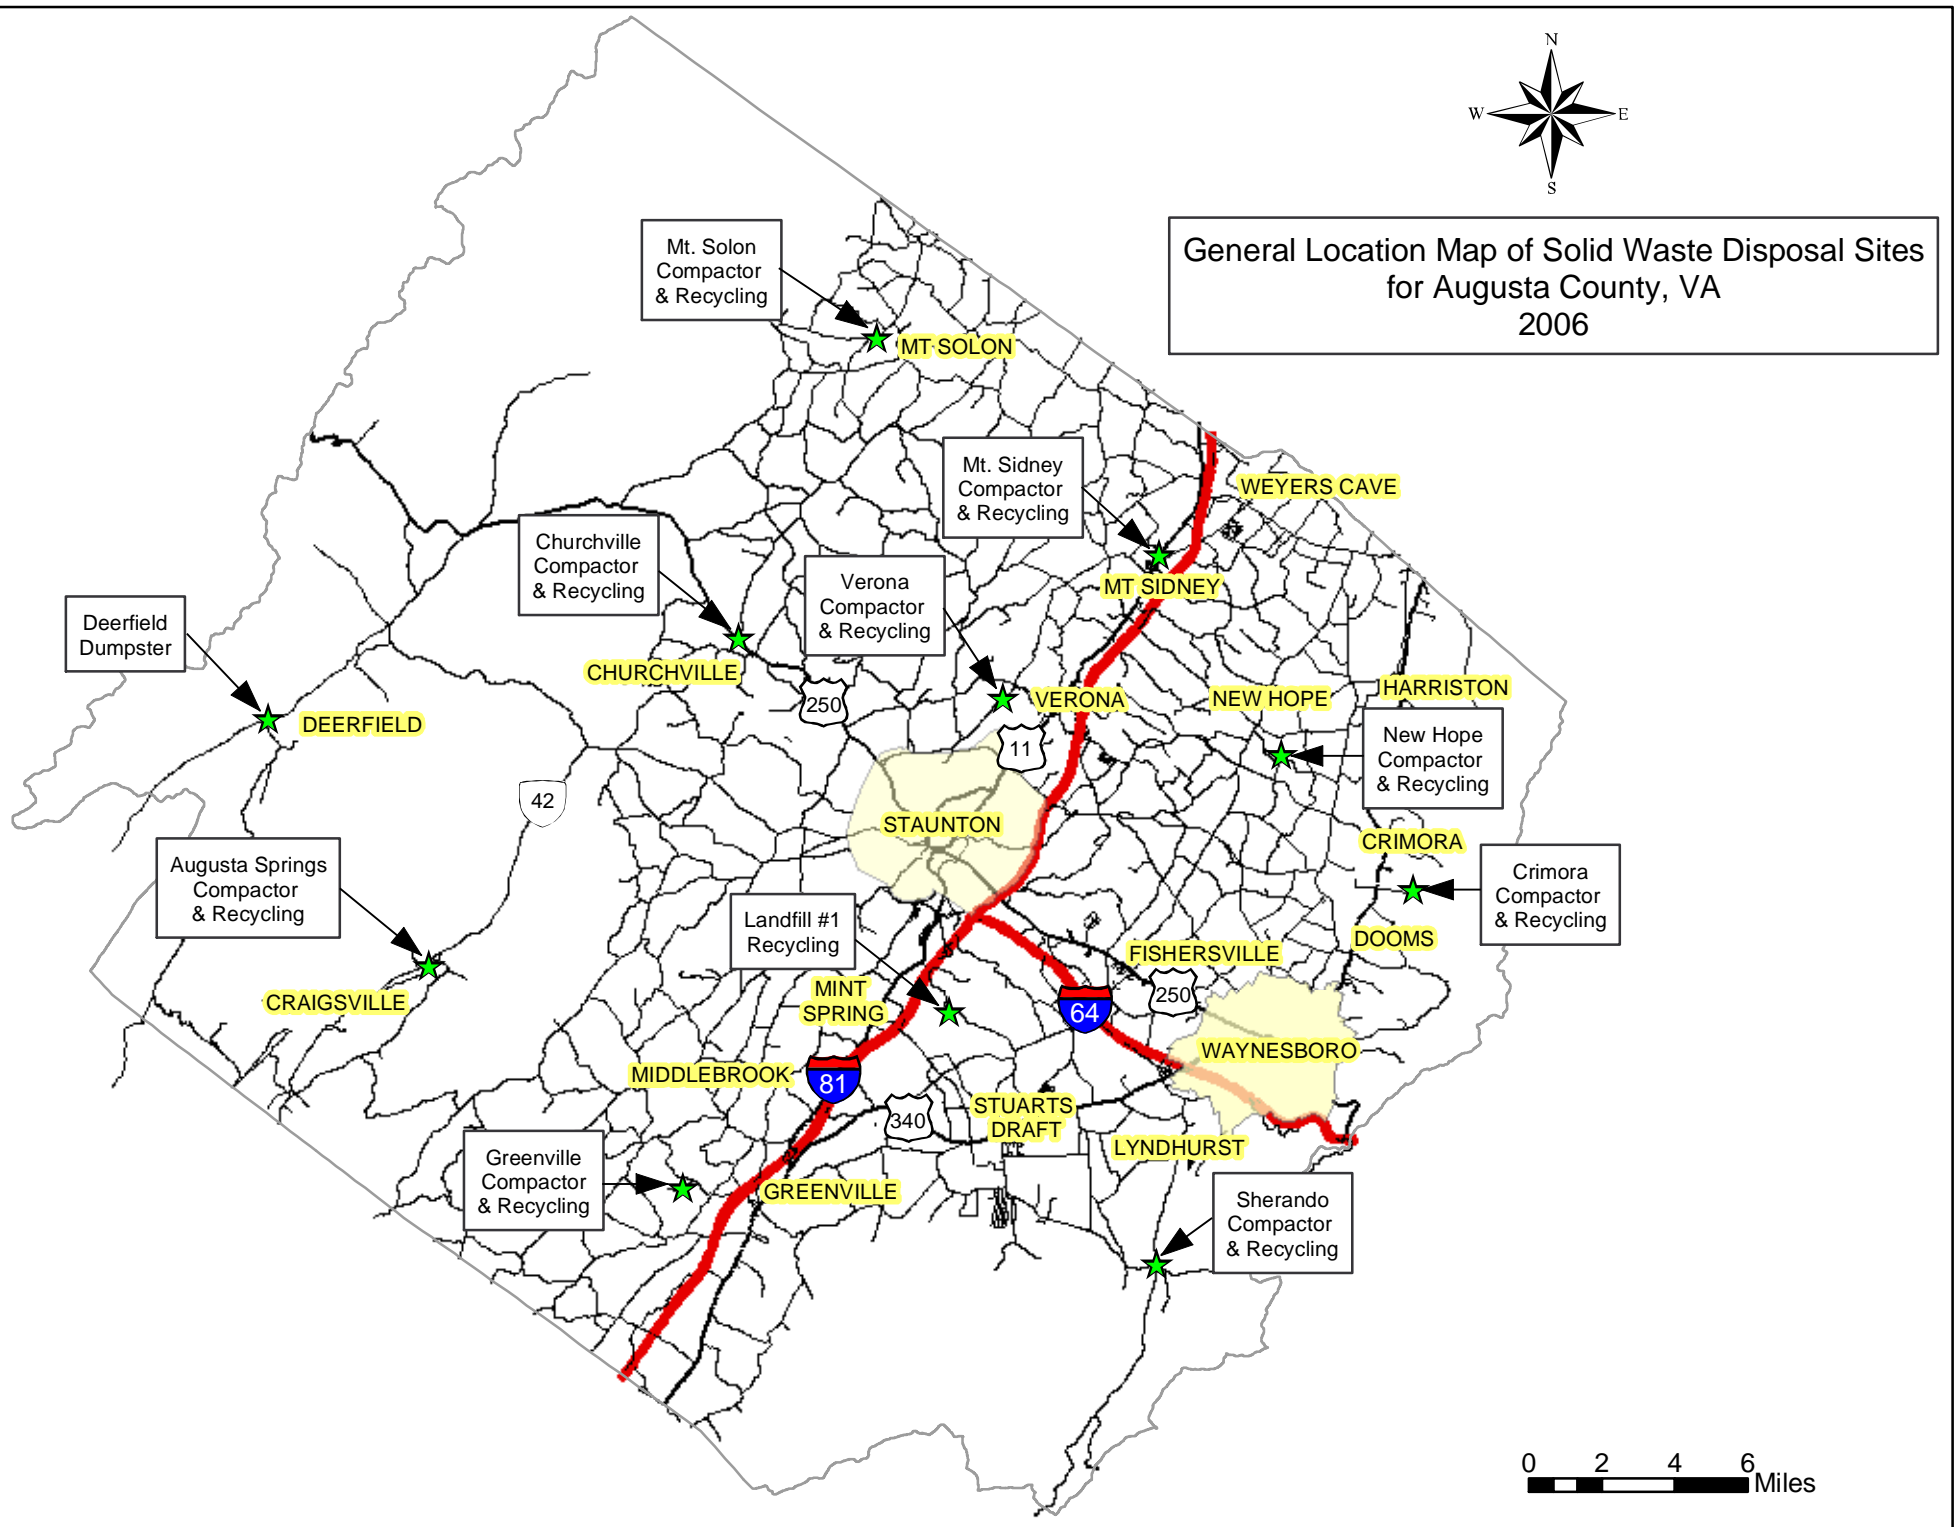 N
W
E
S
General Location Map of Solid Waste Disposal Sites
for Augusta County, VA
2006
Mt. Solon
Compactor
& Recycling
MT SOLON
Mt. Sidney
Compactor
& Recycling
WEYERS CAVE
Churchville
Compactor
& Recycling
Verona
Compactor
& Recycling
MT SIDNEY
Deerfield
Dumpster
CHURCHVILLE
250
VERONA
NEW HOPE
HARRISTON
DEERFIELD
11
New Hope
Compactor
& Recycling
42
STAUNTON
CRIMORA
Augusta Springs
Compactor
& Recycling
Crimora
Compactor
& Recycling
Landfill #1
Recycling
DOOMS
FISHERSVILLE
CRAIGSVILLE
MINT
SPRING
250
64
WAYNESBORO
MIDDLEBROOK
81
340
STUARTS
DRAFT
LYNDHURST
Greenville
Compactor
& Recycling
GREENVILLE
Sherando
Compactor
& Recycling
0 2 4 6
Miles